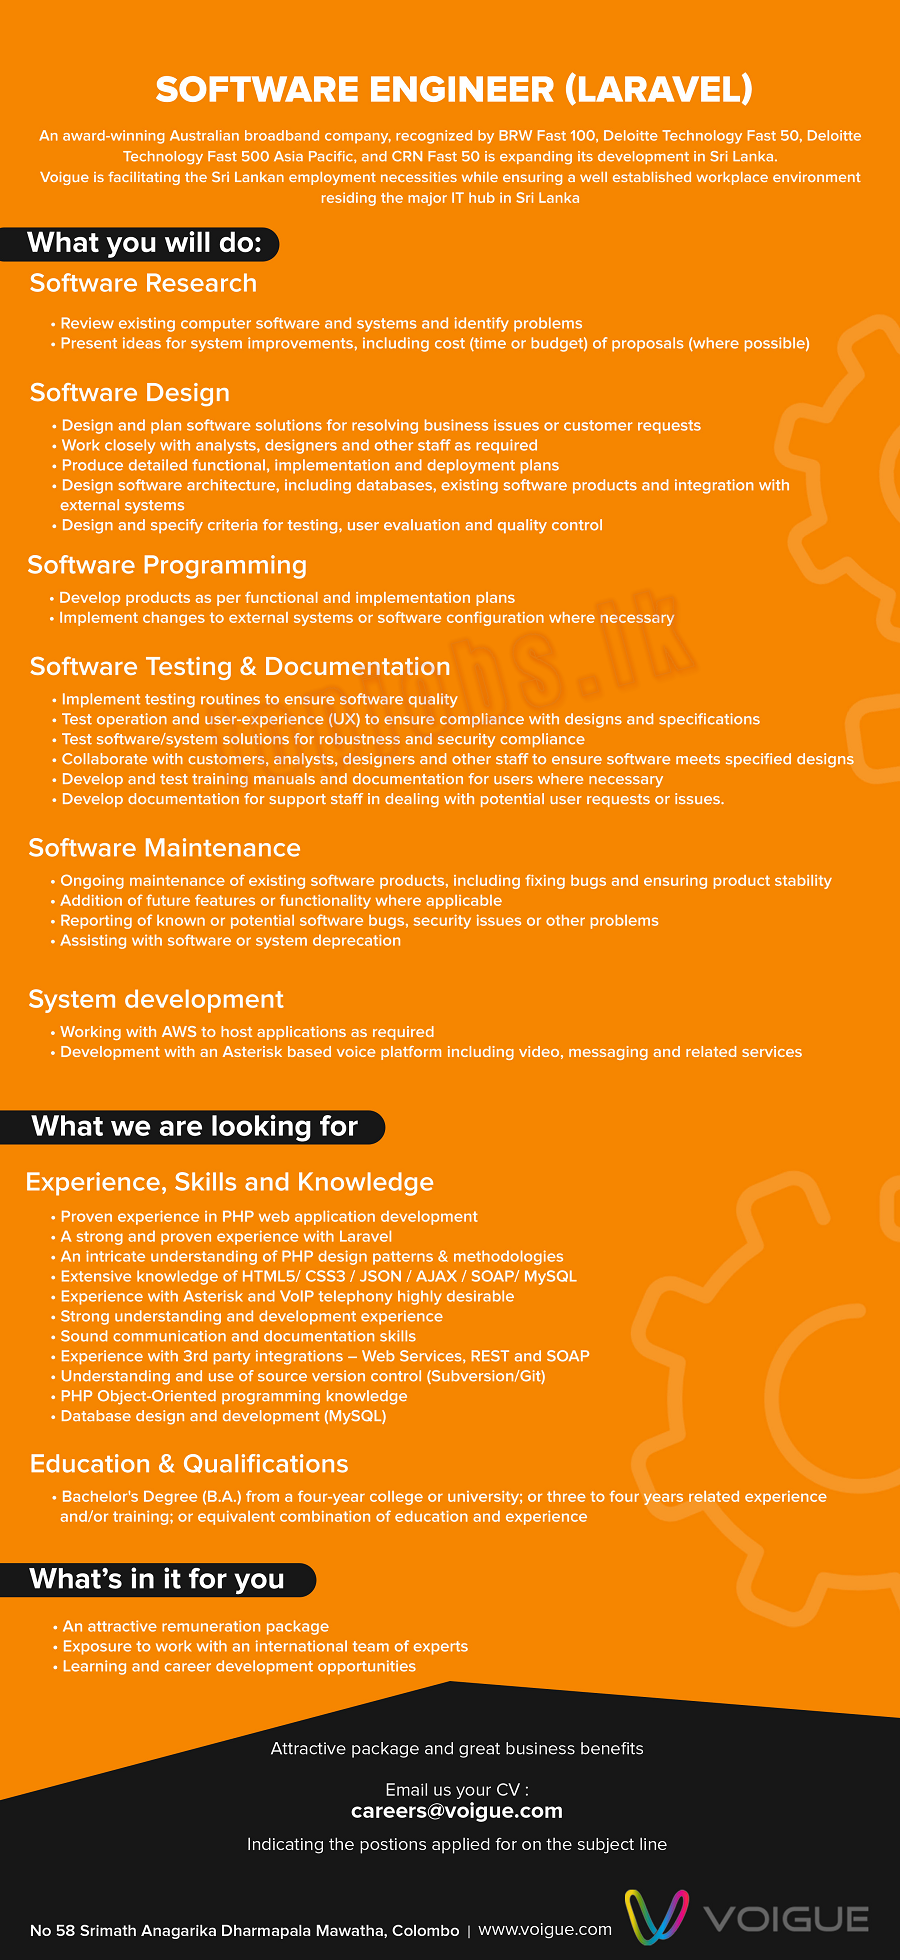 SOFTWARE ENGINEER (LARAVEL)
An award-winning Australian broadband company, recognized by BRW Fast 100, Deloitte Technology Fast 50, Deloitte
Technology Fast 500 Asia Pacific, and CRN Fast 50 is expanding its development in Sri Lanka.
Voigue is facilitating the Sri Lankan employment necessities while ensuring a well established workplace environment
residing the major IT hub in Sri Lanka
What you will do:
Software Research
• Review existing computer software and systems and identify problems
• Present ideas for system improvements, including cost (time or budget) of proposals (where possible)
Software Design
• Design and plan software solutions for resolving business issues or customer requests
• Work closely with analysts, designers and other staff as required
• Produce detailed functional, implementation and deployment plans
• Design software architecture, including databases, existing software products and integration with
external systems
• Design and specify criteria for testing, user evaluation and quality control
Software Programming
• Develop products as per functional and implementation plans
• Implement changes to external systems or software configuration where necessary
topjobs.lk
Software Testing & Documentation
• Implement testing routines to ensure software quality
• Test operation and user-experience (UX) to ensure compliance with designs and specifications
• Test software/system solutions for robustness and security compliance
• Collaborate with customers, analysts, designers and other staff to ensure software meets specified designs
• Develop and test training manuals and documentation for users where necessary
• Develop documentation for support staff in dealing with potential user requests or issues.
Software Maintenance
• Ongoing maintenance of existing software products, including fixing bugs and ensuring product stability
• Addition of future features or functionality where applicable
• Reporting of known or potential software bugs, security issues or other problems
• Assisting with software or system deprecation
System development
• Working with AWS to host applications as required
• Development with an Asterisk based voice platform including video, messaging and related services
What we are looking for
Experience, Skills and Knowledge
• Proven experience in PHP web application development
• A strong and proven experience with Laravel
• An intricate understanding of PHP design patterns & methodologies
• Extensive knowledge of HTML5/ CSS3 / JSON / AJAX / SOAP/ MySQL
• Experience with Asterisk and VoIP telephony highly desirable
• Strong understanding and development experience
• Sound communication and documentation skills
• Experience with 3rd party integrations – Web Services, REST and SOAP
• Understanding and use of source version control (Subversion/Git)
• PHP Object-Oriented programming knowledge
• Database design and development (MySQL)
Education & Qualifications
• Bachelor's Degree (B.A.) from a four-year college or university; or three to four years related experience
and/or training; or equivalent combination of education and experience
What's in it for you
• An attractive remuneration package
• Exposure to work with an international team of experts
• Learning and career development opportunities
Attractive package and great business benefits
Email us your CV :
careers@voigue.com
Indicating the postions applied for on the subject line
No 58 Srimath Anagarika Dharmapala Mawatha, Colombo | www.voigue.com
VOIGUE